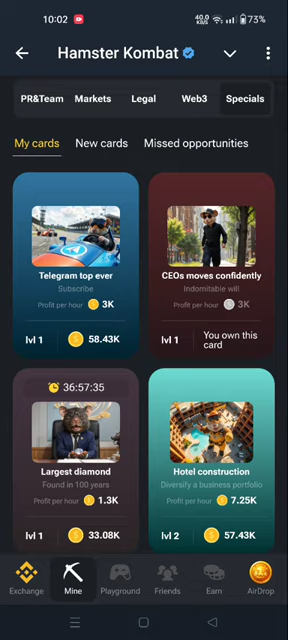 10:02
40.0
KB/S
73%
Hamster Kombat
PR&Team
Markets
Legal
Web3
Specials
My cards
New cards
Missed opportunities
Telegram top ever
Subscribe
Profit per hour
3K
lvl 1
58.43K
CEOs moves confidently
Indomitable will
Profit per hour
3K
lvl 1
You own this
card
36:57:35
Largest diamond
Found in 100 years
Profit per hour
1.3K
lvl 1
33.08K
Hotel construction
Diversify a business portfolio
Profit per hour
7.25K
lvl 2
57.43K
Exchange
Mine
Playground
Friends
Earn
AirDrop